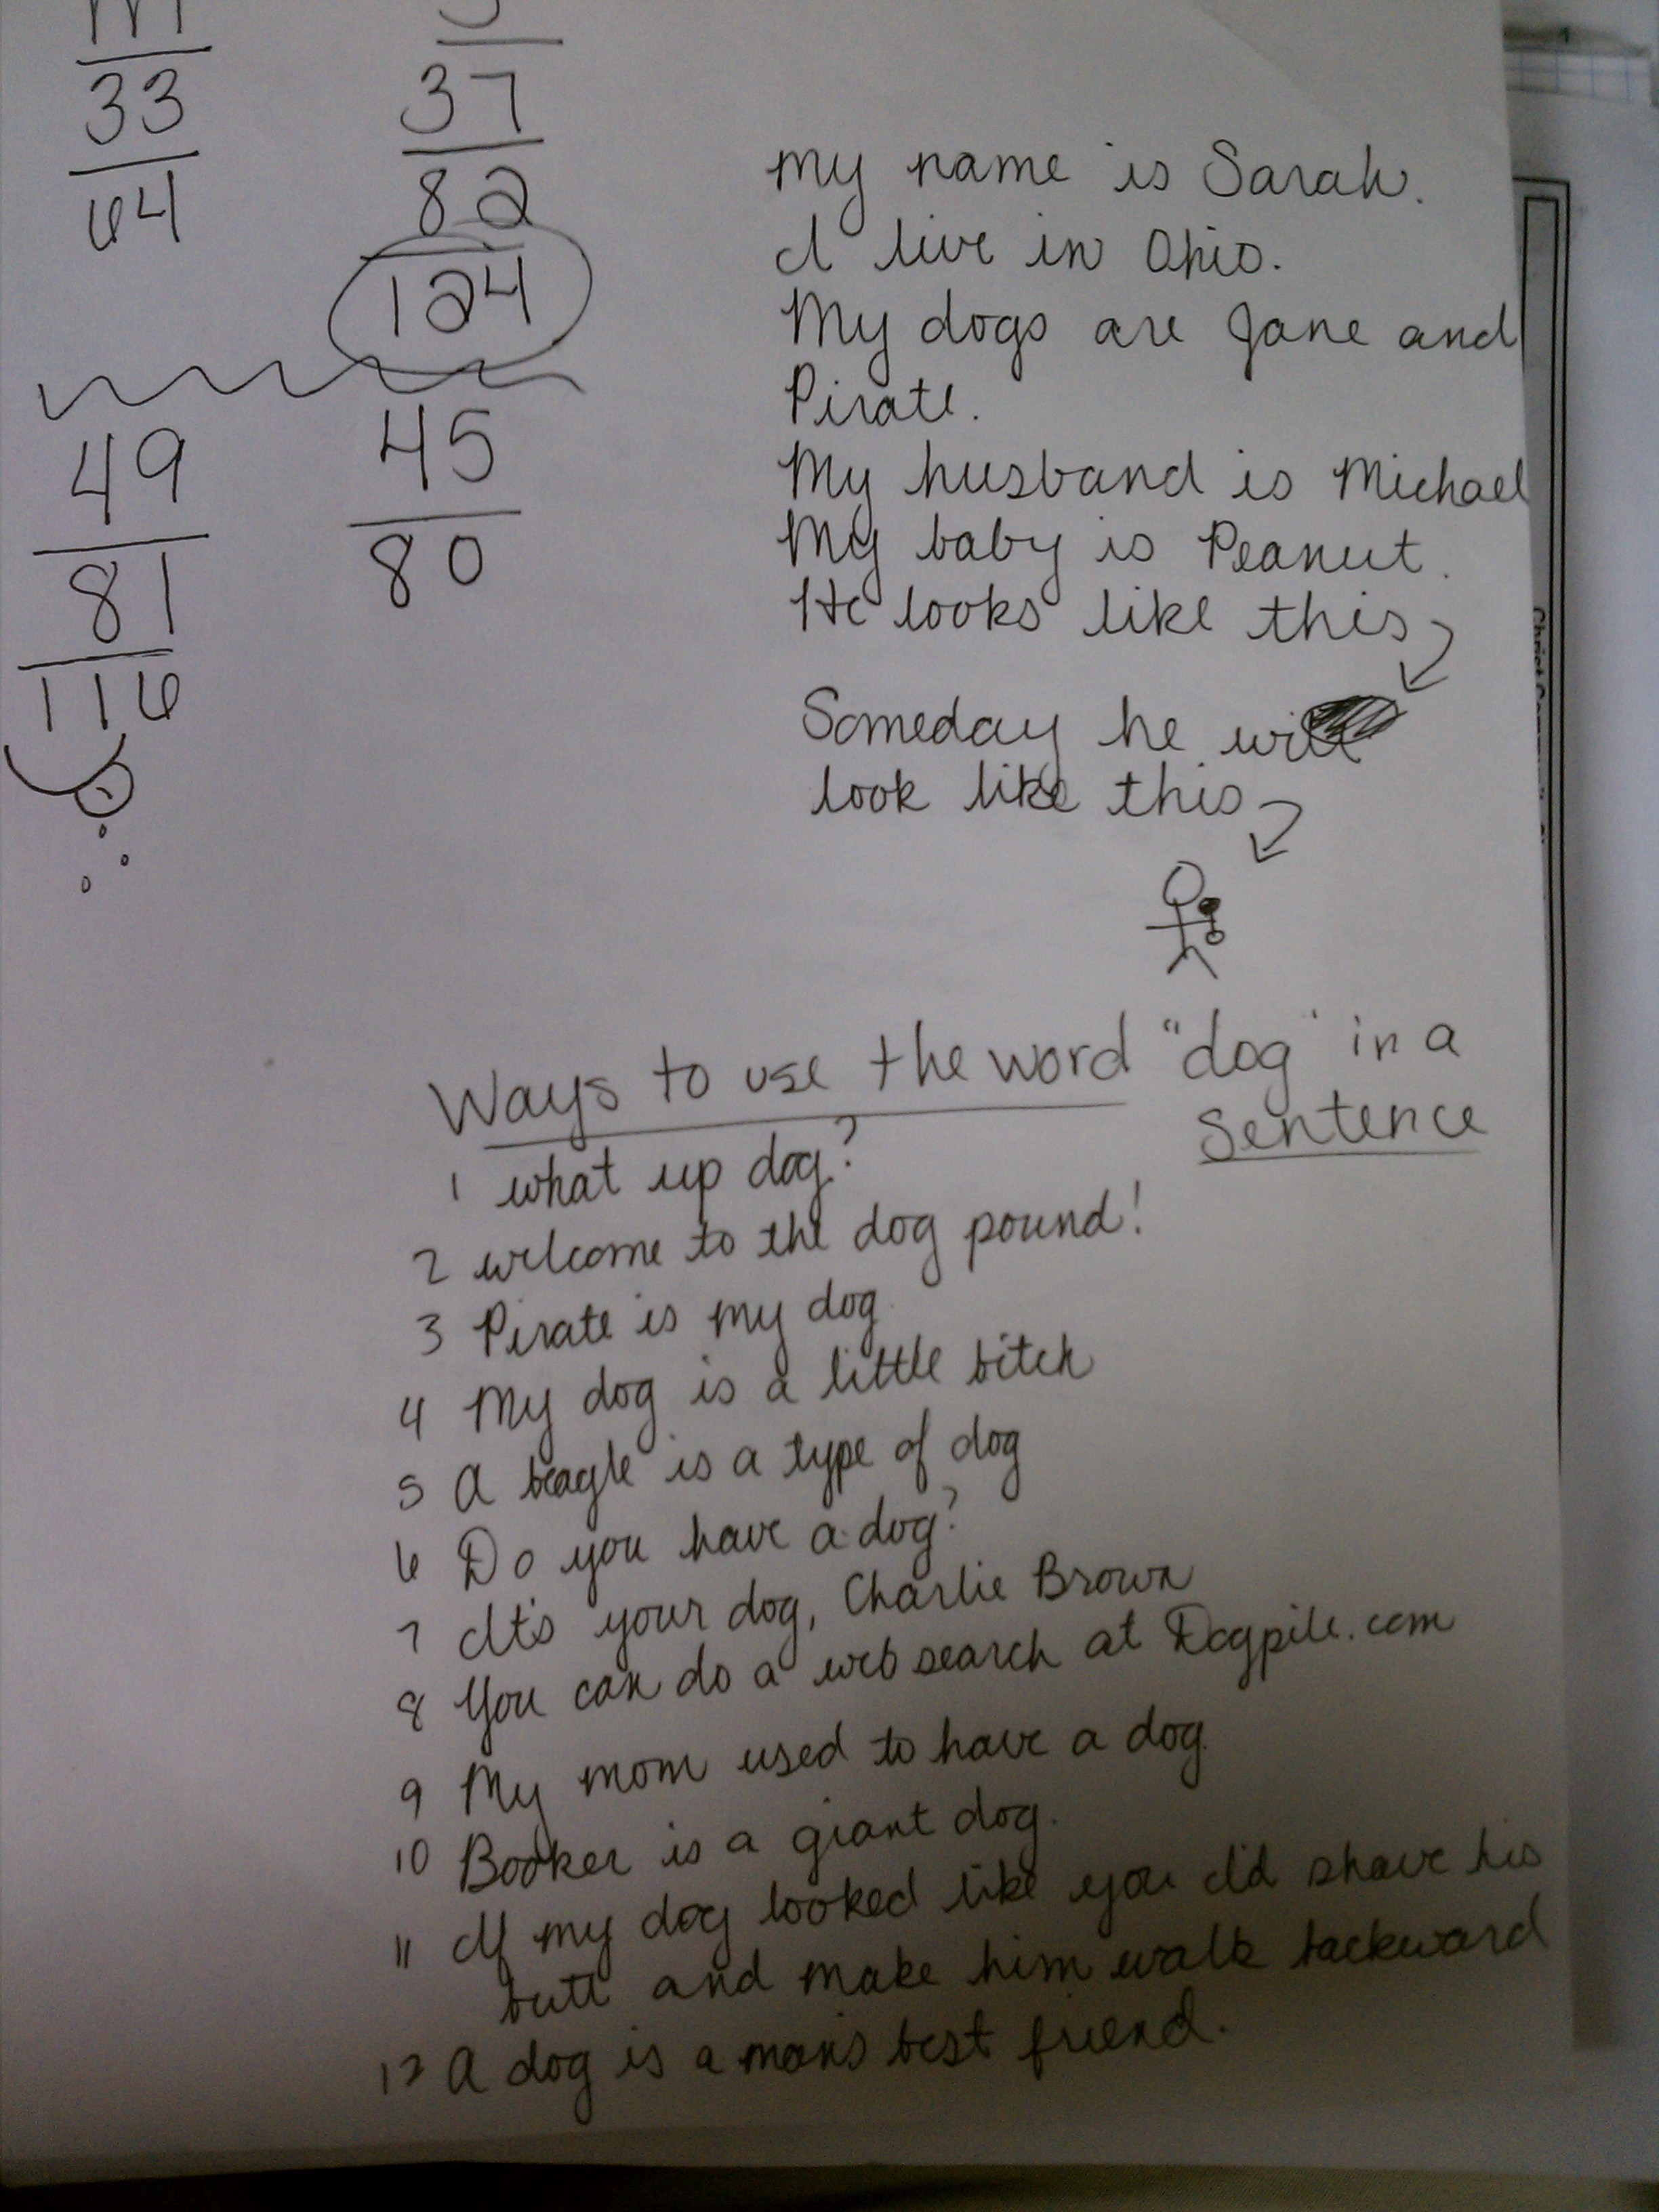 33
64
37
82
124
49
81
116
45
80
My name is Sarah.
I live in Ohio.
My dogs are Jane and
Pirate.
My husband is Michael
My baby is Peanut.
He looks like this
Someday he will
look like this
Ways to use the word "dog" in a
Sentence
1 what up dog?
2 welcome to the dog pound!
3 Pirate is my dog.
4 My dog is a little bitch
5 A beagle is a type of dog
6 Do you have a dog?
7 It's your dog, Charlie Brown
8 You can do a web search at Dogpile.com
9 My mom used to have a dog.
10 Booker is a giant dog.
11 If my dog looked like you I'd shave his
butt and make him walk backward
12 A dog is a man's best friend.